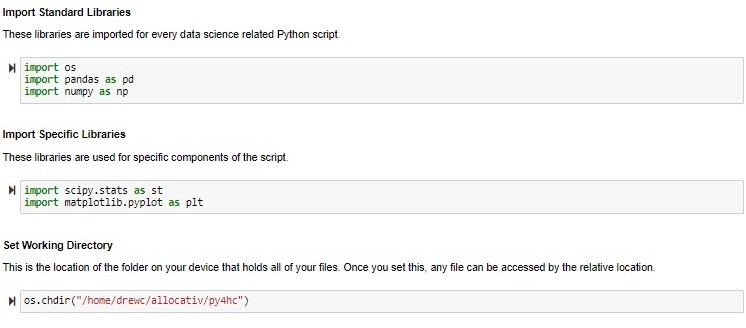 Import Standard Libraries
These libraries are imported for every data science related Python script.
import os
import pandas as pd
import numpy as np
Import Specific Libraries
These libraries are used for specific components of the script.
import scipy.stats as st
import matplotlib.pyplot as plt
Set Working Directory
This is the location of the folder on your device that holds all of your files. Once you set this, any file can be accessed by the relative location.
os.chdir("/home/drewc/allocativ/py4hc")